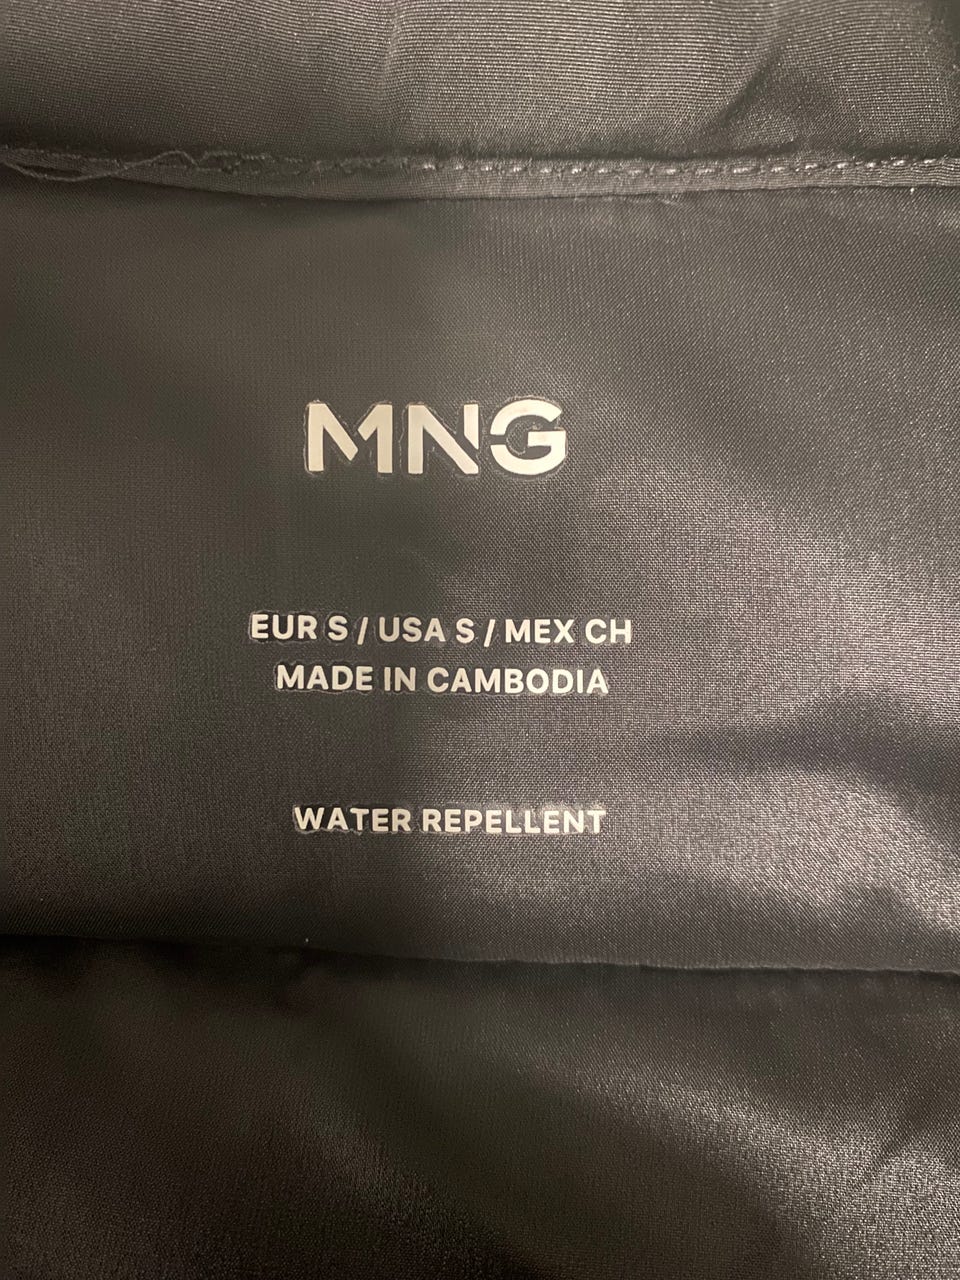 MNG
EUR S / USA S / MEX CH
MADE IN CAMBODIA
WATER REPELLENT